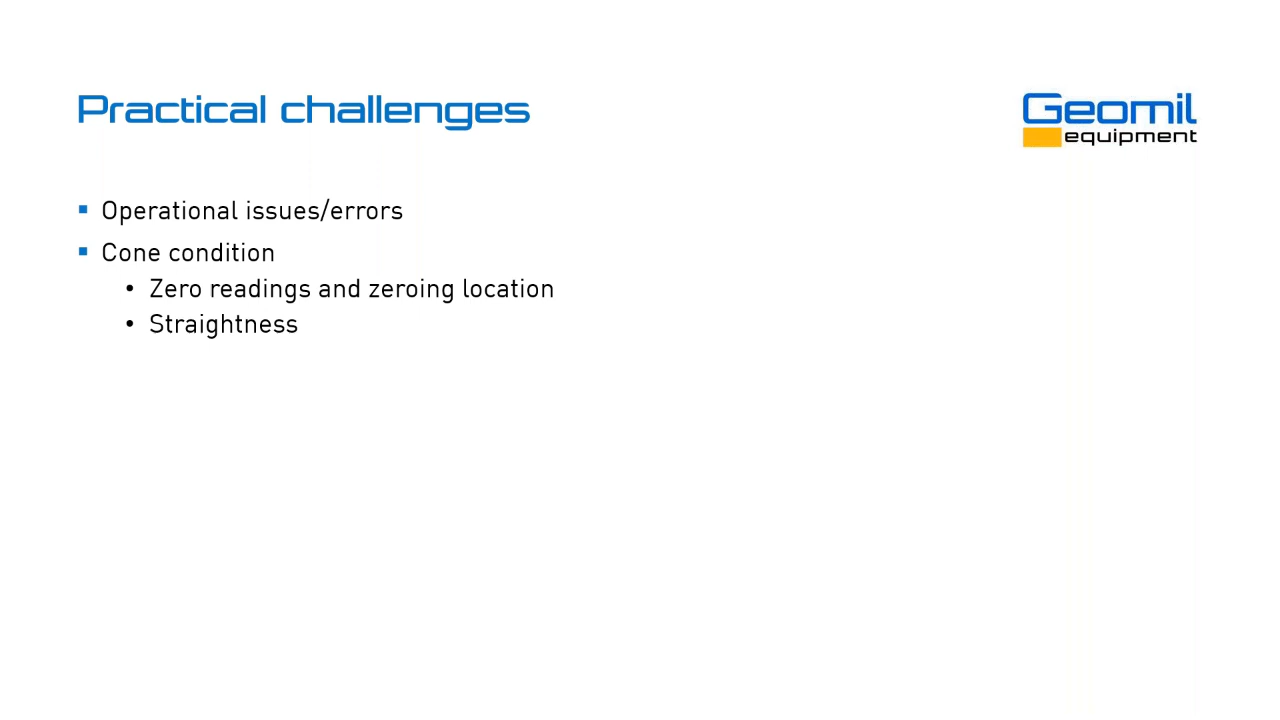 Practical challenges
Geomil
equipment
Operational issues/errors
Cone condition
Zero readings and zeroing location
Straightness